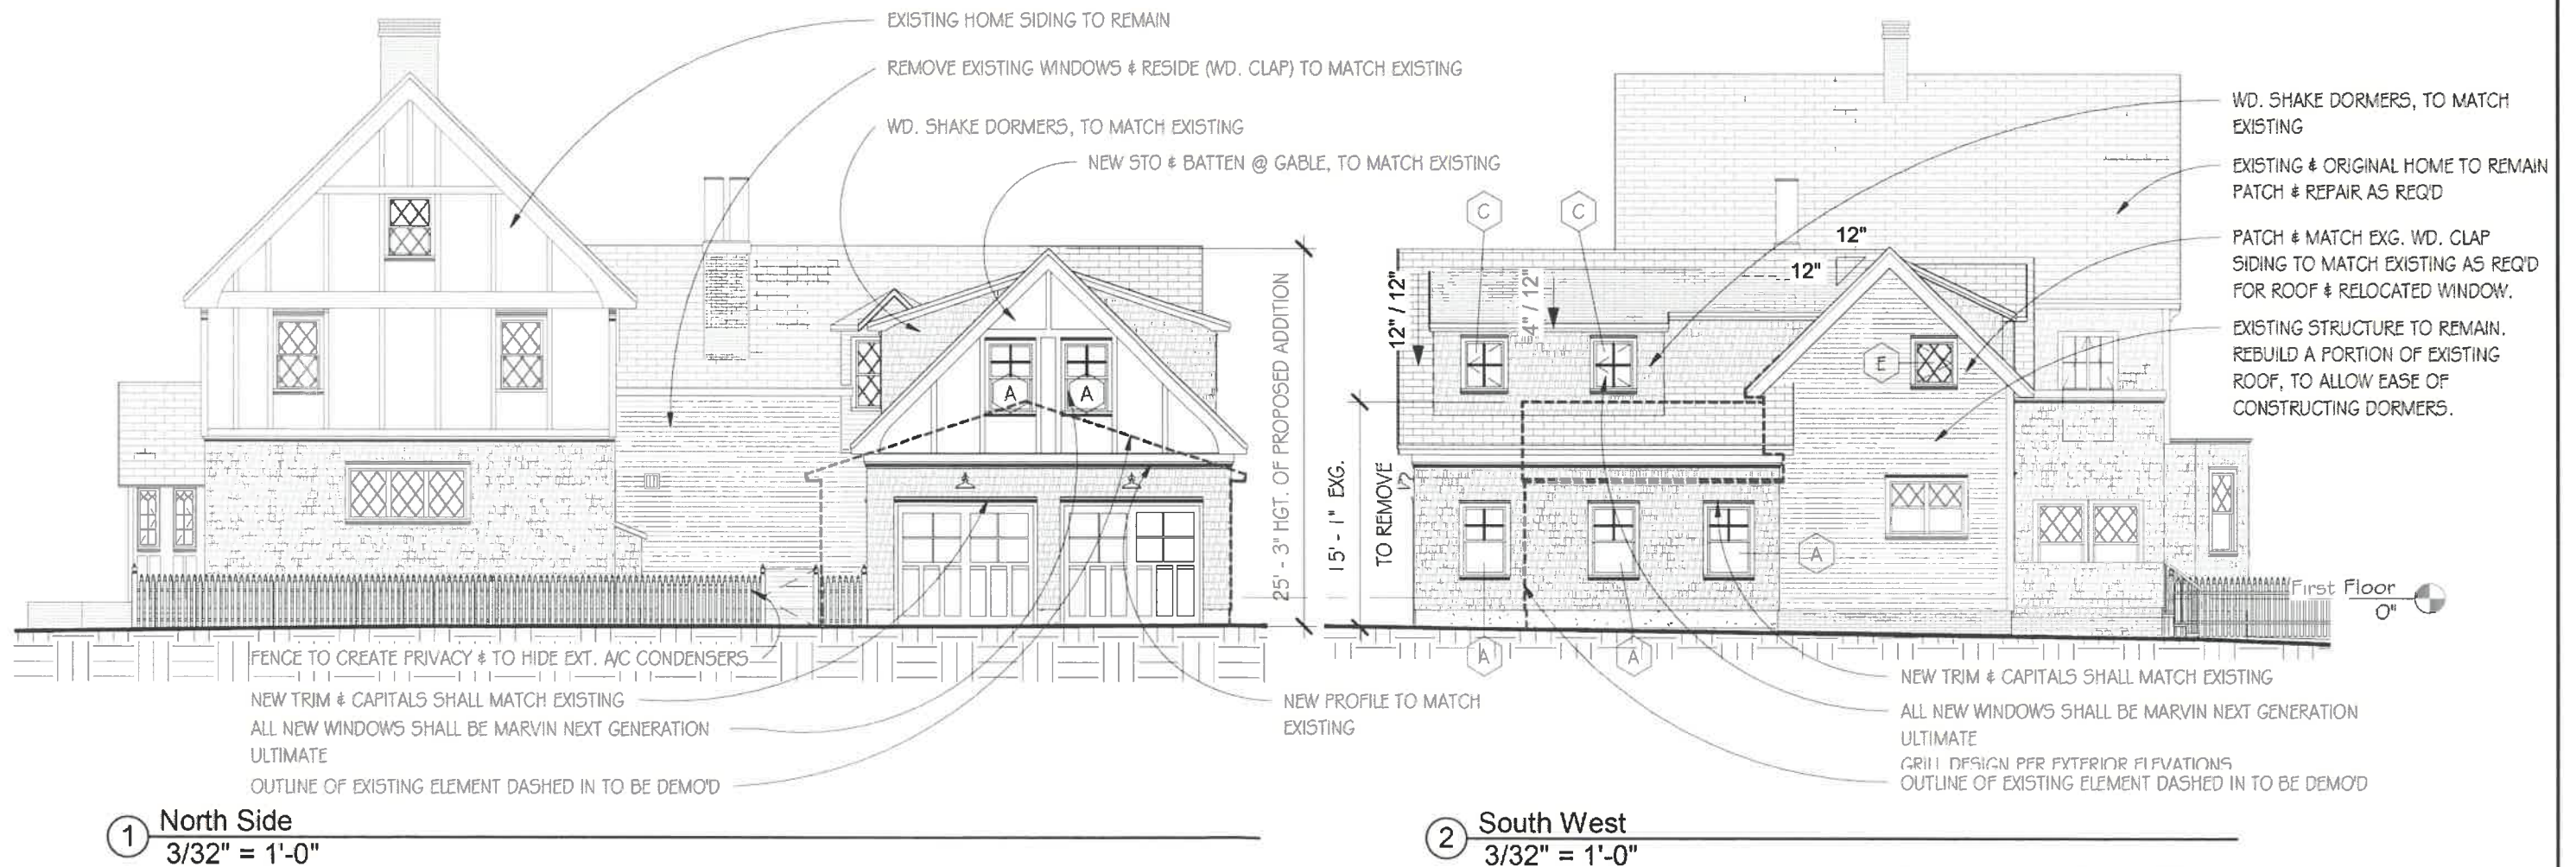 EXISTING HOME SIDING TO REMAIN
REMOVE EXISTING WINDOWS & RESIDE (WD. CLAP) TO MATCH EXISTING
WD. SHAKE DORMERS, TO MATCH EXISTING
NEW STO & BATTEN @ GABLE, TO MATCH EXISTING
A
A
25' - 3" HGT. OF PROPOSED ADDITION
FENCE TO CREATE PRIVACY & TO HIDE EXT. A/C CONDENSERS
NEW TRIM & CAPITALS SHALL MATCH EXISTING
ALL NEW WINDOWS SHALL BE MARVIN NEXT GENERATION
ULTIMATE
OUTLINE OF EXISTING ELEMENT DASHED IN TO BE DEMO'D
NEW PROFILE TO MATCH
EXISTING
1 North Side
3/32" = 1'-0"
WD. SHAKE DORMERS, TO MATCH
EXISTING
EXISTING & ORIGINAL HOME TO REMAIN
PATCH & REPAIR AS REQ'D
PATCH & MATCH EXG. WD. CLAP
SIDING TO MATCH EXISTING AS REQ'D
FOR ROOF & RELOCATED WINDOW.
EXISTING STRUCTURE TO REMAIN.
REBUILD A PORTION OF EXISTING
ROOF, TO ALLOW EASE OF
CONSTRUCTING DORMERS.
C
C
12"
12"
12" / 12"
4" / 12"
E
15' - 1" EXG.
TO REMOVE
A
A
A
First Floor
0"
NEW TRIM & CAPITALS SHALL MATCH EXISTING
ALL NEW WINDOWS SHALL BE MARVIN NEXT GENERATION
ULTIMATE
GRILL DESIGN PER EXTERIOR ELEVATIONS
OUTLINE OF EXISTING ELEMENT DASHED IN TO BE DEMO'D
2 South West
3/32" = 1'-0"